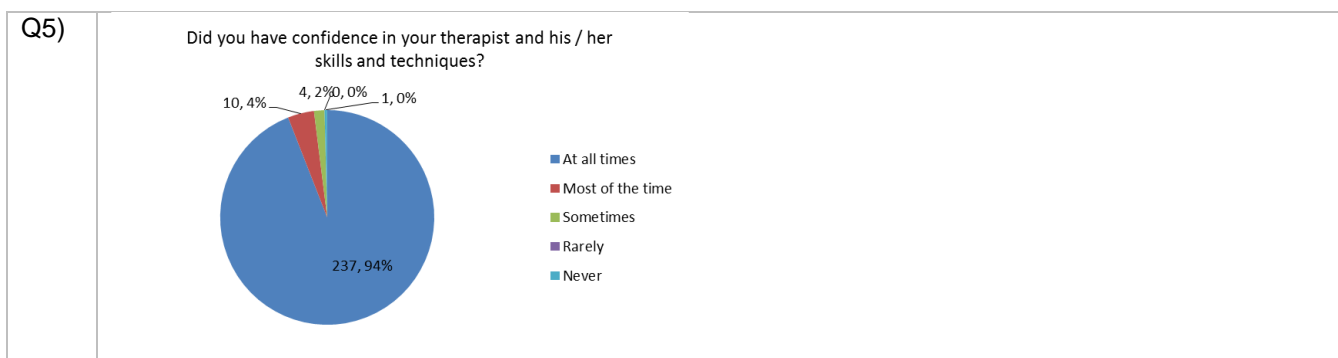 Q5)
Did you have confidence in your therapist and his / her
skills and techniques?
4, 2%
0, 0%
10, 4%
1, 0%
At all times
Most of the time
Sometimes
Rarely
Never
237, 94%